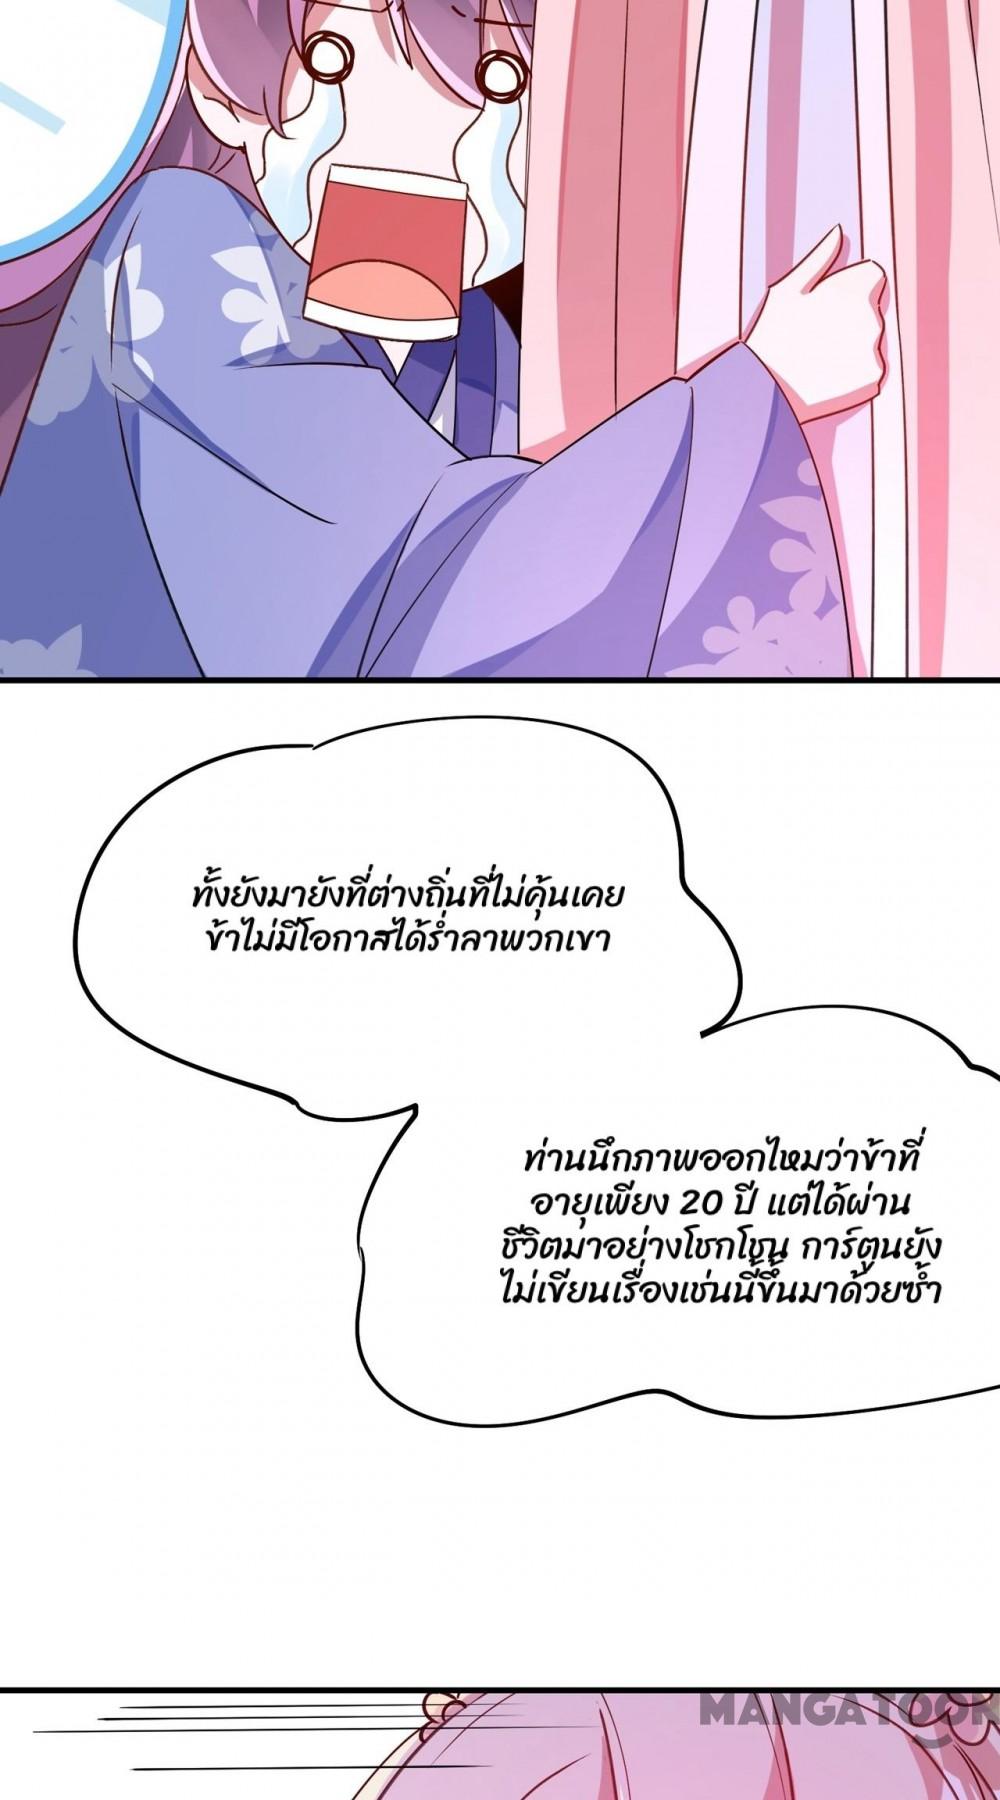 ทั้งยังมายังที่ต่างถิ่นที่ไม่คุ้นเคย
ข้าไม่มีโอกาสได้ร่ำลาพวกเขา
ท่านนึกภาพออกไหมว่าข้าที่
อายุเพียง 20 ปี แต่ได้ผ่าน
ชีวิตมาอย่างโชกโชน การ์ตูนยัง
ไม่เขียนเรื่องเช่นนี้ขึ้นมาด้วยซ้ำ
MANGATOON